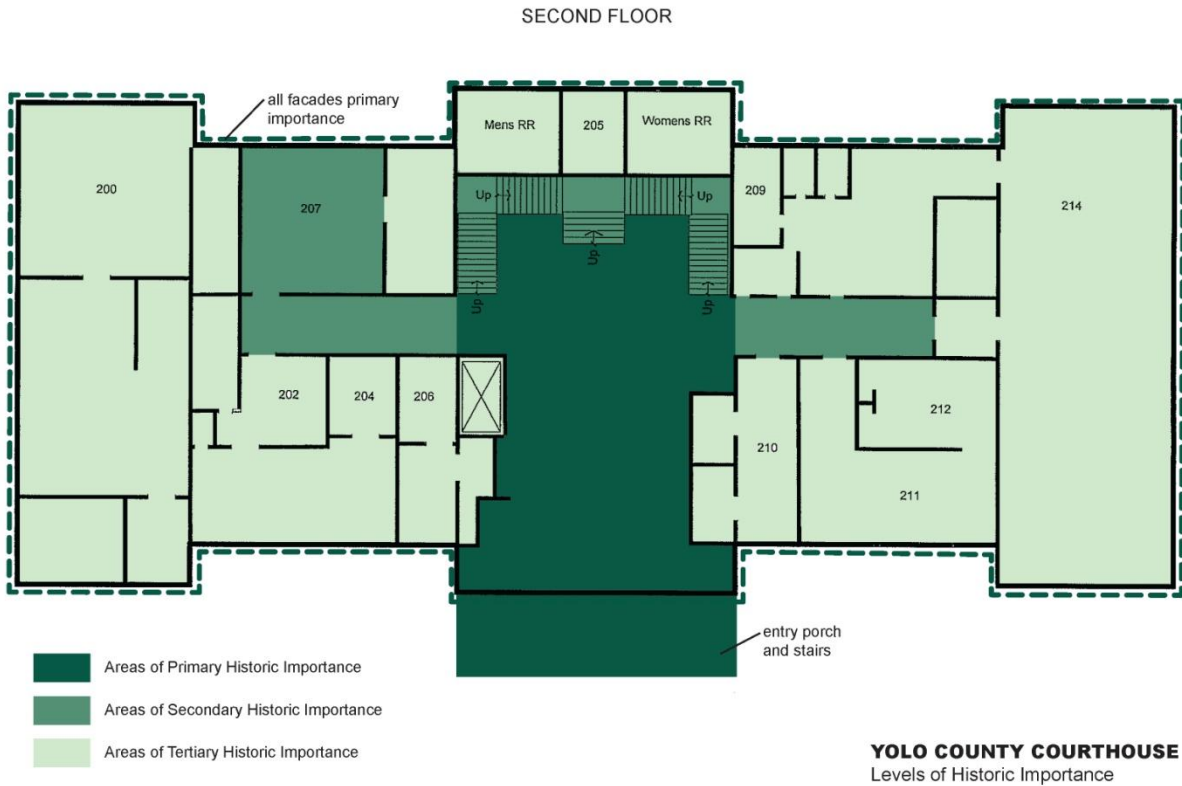 SECOND FLOOR
all facades primary
importance
Mens RR
205
Womens RR
200
207
209
214
Up
Up
Up
Up
Up
202
204
206
212
210
211
entry porch
and stairs
Areas of Primary Historic Importance
Areas of Secondary Historic Importance
Areas of Tertiary Historic Importance
YOLO COUNTY COURTHOUSE
Levels of Historic Importance